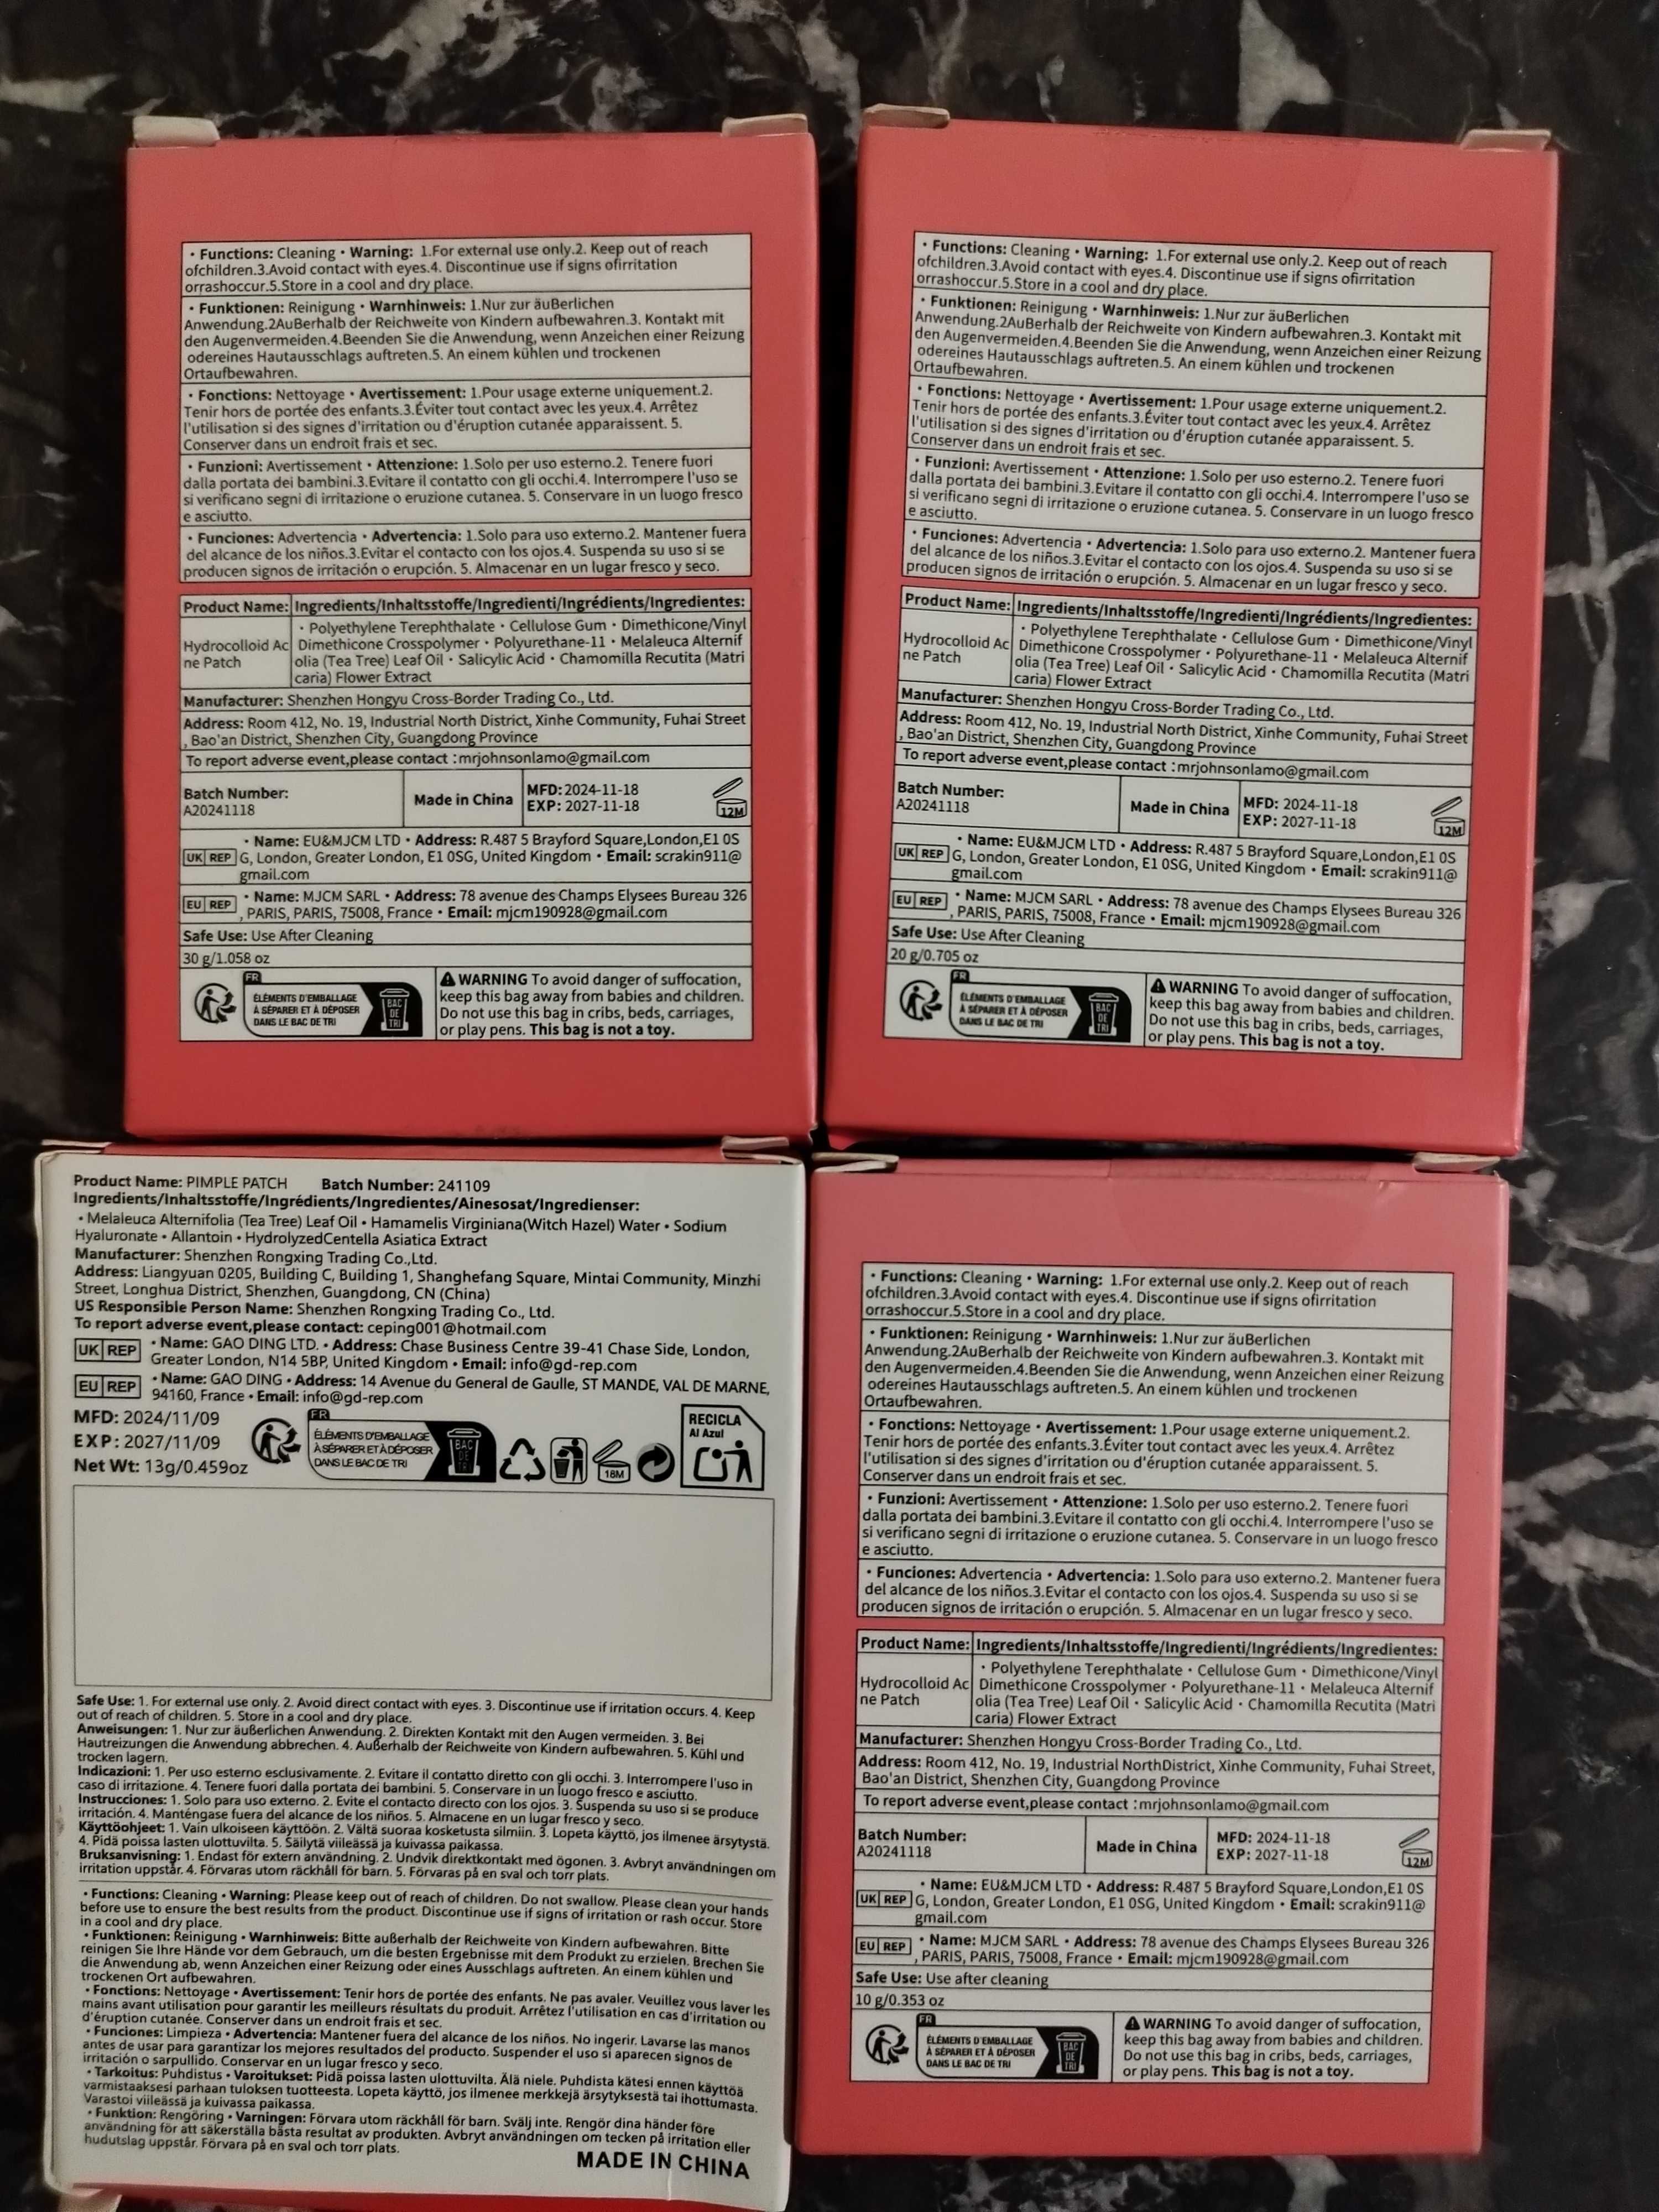 • Functions: Cleaning • Warning: 1.For external use only.2. Keep out of reach
ofchildren.3.Avoid contact with eyes.4. Discontinue use if signs ofirritation
orrashoccur.5.Store in a cool and dry place.
• Funktionen: Reinigung • Warnhinweis: 1.Nur zur äuBerlichen
Anwendung.2AuBerhalb der Reichweite von Kindern aufbewahren.3. Kontakt mit
den Augenvermeiden.4.Beenden Sie die Anwendung, wenn Anzeichen einer Reizung
odereines Hautausschlags auftreten.5. An einem kühlen und trockenen
Ortaufbewahren.
• Fonctions: Nettoyage • Avertissement: 1.Pour usage externe uniquement.2.
Tenir hors de portée des enfants.3.Éviter tout contact avec les yeux.4. Arrêtez
l'utilisation si des signes d'irritation ou d'éruption cutanée apparaissent. 5.
Conserver dans un endroit frais et sec.
• Funzioni: Avertissement • Attenzione: 1.Solo per uso esterno.2. Tenere fuori
dalla portata dei bambini.3.Evitare il contatto con gli occhi.4. Interrompere l'uso se
si verificano segni di irritazione o eruzione cutanea. 5. Conservare in un luogo fresco
e asciutto.
• Funciones: Advertencia • Advertencia: 1.Solo para uso externo.2. Mantener fuera
del alcance de los niños.3.Evitar el contacto con los ojos.4. Suspenda su uso si se
producen signos de irritación o erupción. 5. Almacenar en un lugar fresco y seco.
Product Name: Ingredients/Inhaltsstoffe/Ingredienti/Ingrédients/Ingredientes:
Hydrocolloid Ac
ne Patch
• Polyethylene Terephthalate • Cellulose Gum • Dimethicone/Vinyl
Dimethicone Crosspolymer • Polyurethane-11 • Melaleuca Alternif
olia (Tea Tree) Leaf Oil • Salicylic Acid • Chamomilla Recutita (Matri
caria) Flower Extract
Manufacturer: Shenzhen Hongyu Cross-Border Trading Co., Ltd.
Address: Room 412, No. 19, Industrial North District, Xinhe Community, Fuhai Street
, Bao'an District, Shenzhen City, Guangdong Province
To report adverse event,please contact :mrjohnsonlamo@gmail.com
Batch Number:
A20241118
Made in China
MFD: 2024-11-18
EXP: 2027-11-18
12M
UK REP
• Name: EU&MJCM LTD • Address: R.487 5 Brayford Square,London,E1 0S
G, London, Greater London, E1 0SG, United Kingdom • Email: scrakin911@
gmail.com
EU REP
• Name: MJCM SARL • Address: 78 avenue des Champs Elysees Bureau 326
, PARIS, PARIS, 75008, France • Email: mjcm190928@gmail.com
Safe Use: Use After Cleaning
30 g/1.058 oz
FR
ÉLÉMENTS D'EMBALLAGE
À SÉPARER ET À DÉPOSER
DANS LE BAC DE TRI
BAC
DE
TRI
WARNING To avoid danger of suffocation,
keep this bag away from babies and children.
Do not use this bag in cribs, beds, carriages,
or play pens. This bag is not a toy.
• Functions: Cleaning • Warning: 1.For external use only.2. Keep out of reach
ofchildren.3.Avoid contact with eyes.4. Discontinue use if signs ofirritation
orrashoccur.5.Store in a cool and dry place.
• Funktionen: Reinigung • Warnhinweis: 1.Nur zur äuBerlichen
Anwendung.2AuBerhalb der Reichweite von Kindern aufbewahren.3. Kontakt mit
den Augenvermeiden.4.Beenden Sie die Anwendung, wenn Anzeichen einer Reizung
odereines Hautausschlags auftreten.5. An einem kühlen und trockenen
Ortaufbewahren.
• Fonctions: Nettoyage • Avertissement: 1.Pour usage externe uniquement.2.
Tenir hors de portée des enfants.3.Éviter tout contact avec les yeux.4. Arrêtez
l'utilisation si des signes d'irritation ou d'éruption cutanée apparaissent. 5.
Conserver dans un endroit frais et sec.
• Funzioni: Avertissement • Attenzione: 1.Solo per uso esterno.2. Tenere fuori
dalla portata dei bambini.3.Evitare il contatto con gli occhi.4. Interrompere l'uso se
si verificano segni di irritazione o eruzione cutanea. 5. Conservare in un luogo fresco
e asciutto.
• Funciones: Advertencia • Advertencia: 1.Solo para uso externo.2. Mantener fuera
del alcance de los niños.3.Evitar el contacto con los ojos.4. Suspenda su uso si se
producen signos de irritación o erupción. 5. Almacenar en un lugar fresco y seco.
Product Name: Ingredients/Inhaltsstoffe/Ingredienti/Ingrédients/Ingredientes:
Hydrocolloid Ac
ne Patch
• Polyethylene Terephthalate • Cellulose Gum • Dimethicone/Vinyl
Dimethicone Crosspolymer • Polyurethane-11 • Melaleuca Alternif
olia (Tea Tree) Leaf Oil • Salicylic Acid • Chamomilla Recutita (Matri
caria) Flower Extract
Manufacturer: Shenzhen Hongyu Cross-Border Trading Co., Ltd.
Address: Room 412, No. 19, Industrial North District, Xinhe Community, Fuhai Street
, Bao'an District, Shenzhen City, Guangdong Province
To report adverse event,please contact :mrjohnsonlamo@gmail.com
Batch Number:
A20241118
Made in China
MFD: 2024-11-18
EXP: 2027-11-18
12M
UK REP
• Name: EU&MJCM LTD • Address: R.487 5 Brayford Square,London,E1 0S
G, London, Greater London, E1 0SG, United Kingdom • Email: scrakin911@
gmail.com
EU REP
• Name: MJCM SARL • Address: 78 avenue des Champs Elysees Bureau 326
, PARIS, PARIS, 75008, France • Email: mjcm190928@gmail.com
Safe Use: Use After Cleaning
20 g/0.705 oz
FR
ÉLÉMENTS D'EMBALLAGE
À SÉPARER ET À DÉPOSER
DANS LE BAC DE TRI
BAC
DE
TRI
WARNING To avoid danger of suffocation,
keep this bag away from babies and children.
Do not use this bag in cribs, beds, carriages,
or play pens. This bag is not a toy.
Product Name: PIMPLE PATCH Batch Number: 241109
Ingredients/Inhaltsstoffe/Ingrédients/Ingredientes/Ainesosat/Ingredienser:
• Melaleuca Alternifolia (Tea Tree) Leaf Oil • Hamamelis Virginiana(Witch Hazel) Water • Sodium
Hyaluronate • Allantoin • HydrolyzedCentella Asiatica Extract
Manufacturer: Shenzhen Rongxing Trading Co.,Ltd.
Address: Liangyuan 0205, Building C, Building 1, Shanghefang Square, Mintai Community, Minzhi
Street, Longhua District, Shenzhen, Guangdong, CN (China)
US Responsible Person Name: Shenzhen Rongxing Trading Co., Ltd.
To report adverse event,please contact: ceping001@hotmail.com
UK REP
• Name: GAO DING LTD. • Address: Chase Business Centre 39-41 Chase Side, London,
Greater London, N14 5BP, United Kingdom • Email: info@gd-rep.com
EU REP
• Name: GAO DING • Address: 14 Avenue du General de Gaulle, ST MANDE, VAL DE MARNE,
94160, France • Email: info@gd-rep.com
MFD: 2024/11/09
EXP: 2027/11/09
Net Wt: 13g/0.459oz
FR
ÉLÉMENTS D'EMBALLAGE
À SÉPARER ET À DÉPOSER
DANS LE BAC DE TRI
BAC
DE
TRI
18M
RECICLA
Al Azul
Safe Use: 1. For external use only. 2. Avoid direct contact with eyes. 3. Discontinue use if irritation occurs. 4. Keep
out of reach of children. 5. Store in a cool and dry place.
Anweisungen: 1. Nur zur äußerlichen Anwendung. 2. Direkten Kontakt mit den Augen vermeiden. 3. Bei
Hautreizungen die Anwendung abbrechen. 4. Außerhalb der Reichweite von Kindern aufbewahren. 5. Kühl und
trocken lagern.
Indicazioni: 1. Per uso esterno esclusivamente. 2. Evitare il contatto diretto con gli occhi. 3. Interrompere l'uso in
caso di irritazione. 4. Tenere fuori dalla portata dei bambini. 5. Conservare in un luogo fresco e asciutto.
Instrucciones: 1. Solo para uso externo. 2. Evite el contacto directo con los ojos. 3. Suspenda su uso si se produce
irritación. 4. Manténgase fuera del alcance de los niños. 5. Almacene en un lugar fresco y seco.
Käyttöohjeet: 1. Vain ulkoiseen käyttöön. 2. Vältä suoraa kosketusta silmiin. 3. Lopeta käyttö, jos ilmenee ärsytystä.
4. Pidä poissa lasten ulottuvilta. 5. Säilytä viileässä ja kuivassa paikassa.
Bruksanvisning: 1. Endast för extern användning. 2. Undvik direktkontakt med ögonen. 3. Avbryt användningen om
irritation uppstår. 4. Förvaras utom räckhåll för barn. 5. Förvaras på en sval och torr plats.
• Functions: Cleaning • Warning: Please keep out of reach of children. Do not swallow. Please clean your hands
before use to ensure the best results from the product. Discontinue use if signs of irritation or rash occur. Store
in a cool and dry place.
• Funktionen: Reinigung • Warnhinweis: Bitte außerhalb der Reichweite von Kindern aufbewahren. Bitte
reinigen Sie Ihre Hände vor dem Gebrauch, um die besten Ergebnisse mit dem Produkt zu erzielen. Brechen Sie
die Anwendung ab, wenn Anzeichen einer Reizung oder eines Ausschlags auftreten. An einem kühlen und
trockenen Ort aufbewahren.
• Fonctions: Nettoyage • Avertissement: Tenir hors de portée des enfants. Ne pas avaler. Veuillez vous laver les
mains avant utilisation pour garantir les meilleurs résultats du produit. Arrêtez l'utilisation en cas d'irritation ou
d'éruption cutanée. Conserver dans un endroit frais et sec.
• Funciones: Limpieza • Advertencia: Mantener fuera del alcance de los niños. No ingerir. Lavarse las manos
antes de usar para garantizar los mejores resultados del producto. Suspender el uso si aparecen signos de
irritación o sarpullido. Conservar en un lugar fresco y seco.
• Tarkoitus: Puhdistus • Varoitukset: Pidä poissa lasten ulottuvilta. Älä niele. Puhdista kätesi ennen käyttöä
varmistaaksesi parhaan tuloksen tuotteesta. Lopeta käyttö, jos ilmenee merkkejä ärsytyksestä tai ihottumasta.
Varastoi viileässä ja kuivassa paikassa.
• Funktion: Rengöring • Varningen: Förvara utom räckhåll för barn. Svälj inte. Rengör dina händer före
användning för att säkerställa bästa resultat av produkten. Avbryt användningen om tecken på irritation eller
hudutslag uppstår. Förvara på en sval och torr plats.
MADE IN CHINA
• Functions: Cleaning • Warning: 1.For external use only.2. Keep out of reach
ofchildren.3.Avoid contact with eyes.4. Discontinue use if signs ofirritation
orrashoccur.5.Store in a cool and dry place.
• Funktionen: Reinigung • Warnhinweis: 1.Nur zur äuBerlichen
Anwendung.2AuBerhalb der Reichweite von Kindern aufbewahren.3. Kontakt mit
den Augenvermeiden.4.Beenden Sie die Anwendung, wenn Anzeichen einer Reizung
odereines Hautausschlags auftreten.5. An einem kühlen und trockenen
Ortaufbewahren.
• Fonctions: Nettoyage • Avertissement: 1.Pour usage externe uniquement.2.
Tenir hors de portée des enfants.3.Éviter tout contact avec les yeux.4. Arrêtez
l'utilisation si des signes d'irritation ou d'éruption cutanée apparaissent. 5.
Conserver dans un endroit frais et sec.
• Funzioni: Avertissement • Attenzione: 1.Solo per uso esterno.2. Tenere fuori
dalla portata dei bambini.3.Evitare il contatto con gli occhi.4. Interrompere l'uso se
si verificano segni di irritazione o eruzione cutanea. 5. Conservare in un luogo fresco
e asciutto.
• Funciones: Advertencia • Advertencia: 1.Solo para uso externo.2. Mantener fuera
del alcance de los niños.3.Evitar el contacto con los ojos.4. Suspenda su uso si se
producen signos de irritación o erupción. 5. Almacenar en un lugar fresco y seco.
Product Name: Ingredients/Inhaltsstoffe/Ingredienti/Ingrédients/Ingredientes:
Hydrocolloid Ac
ne Patch
• Polyethylene Terephthalate • Cellulose Gum • Dimethicone/Vinyl
Dimethicone Crosspolymer • Polyurethane-11 • Melaleuca Alternif
olia (Tea Tree) Leaf Oil • Salicylic Acid • Chamomilla Recutita (Matri
caria) Flower Extract
Manufacturer: Shenzhen Hongyu Cross-Border Trading Co., Ltd.
Address: Room 412, No. 19, Industrial NorthDistrict, Xinhe Community, Fuhai Street,
Bao'an District, Shenzhen City, Guangdong Province
To report adverse event,please contact :mrjohnsonlamo@gmail.com
Batch Number:
A20241118
Made in China
MFD: 2024-11-18
EXP: 2027-11-18
12M
UK REP
• Name: EU&MJCM LTD • Address: R.487 5 Brayford Square,London,E1 0S
G, London, Greater London, E1 0SG, United Kingdom • Email: scrakin911@
gmail.com
EU REP
• Name: MJCM SARL • Address: 78 avenue des Champs Elysees Bureau 326
, PARIS, PARIS, 75008, France • Email: mjcm190928@gmail.com
Safe Use: Use after cleaning
10 g/0.353 oz
FR
ÉLÉMENTS D'EMBALLAGE
À SÉPARER ET À DÉPOSER
DANS LE BAC DE TRI
BAC
DE
TRI
WARNING To avoid danger of suffocation,
keep this bag away from babies and children.
Do not use this bag in cribs, beds, carriages,
or play pens. This bag is not a toy.